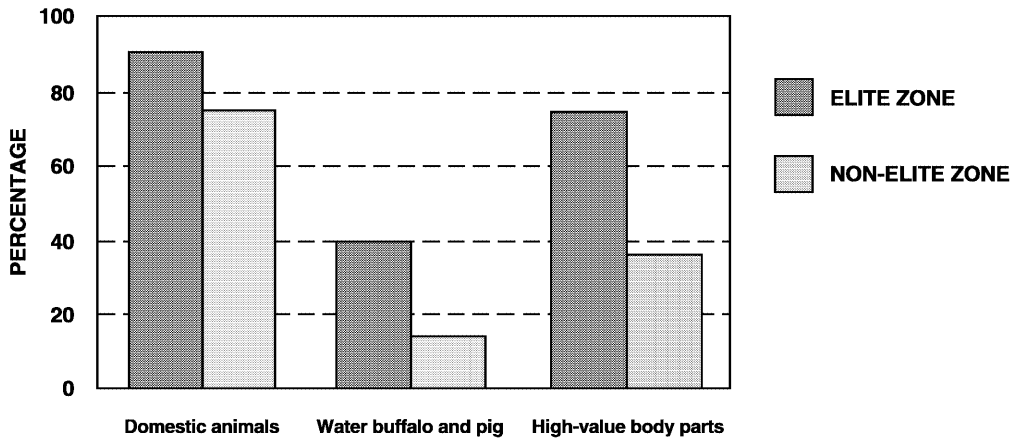 100
80
60
40
20
0
PERCENTAGE
Domestic animals
Water buffalo and pig
High-value body parts
ELITE ZONE
NON-ELITE ZONE